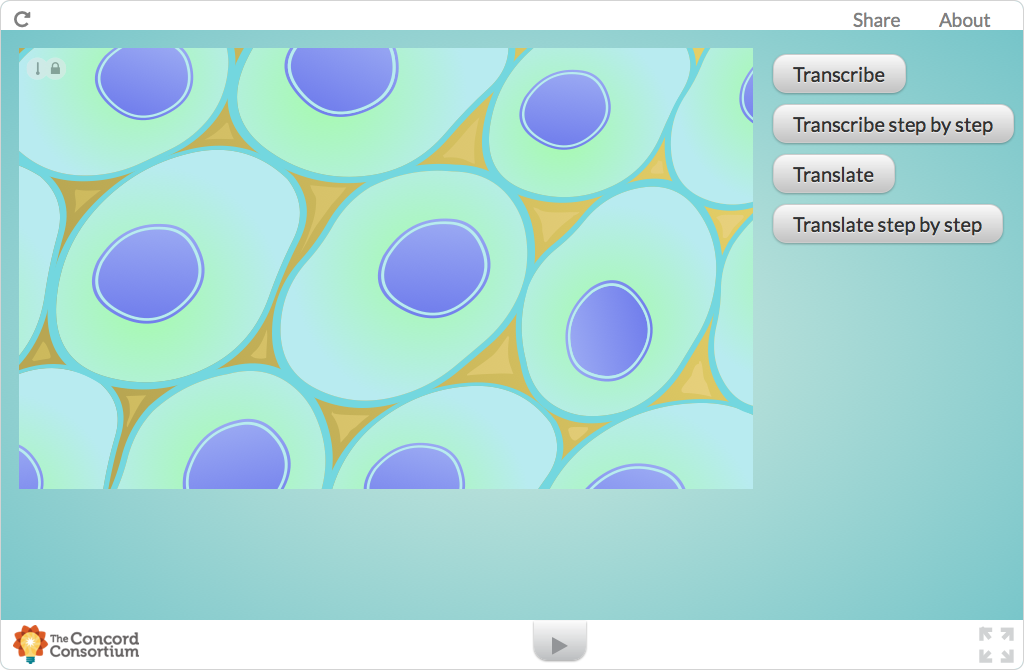 Share About
Transcribe
Transcribe step by step
Translate
Translate step by step
The Concord
Consortium